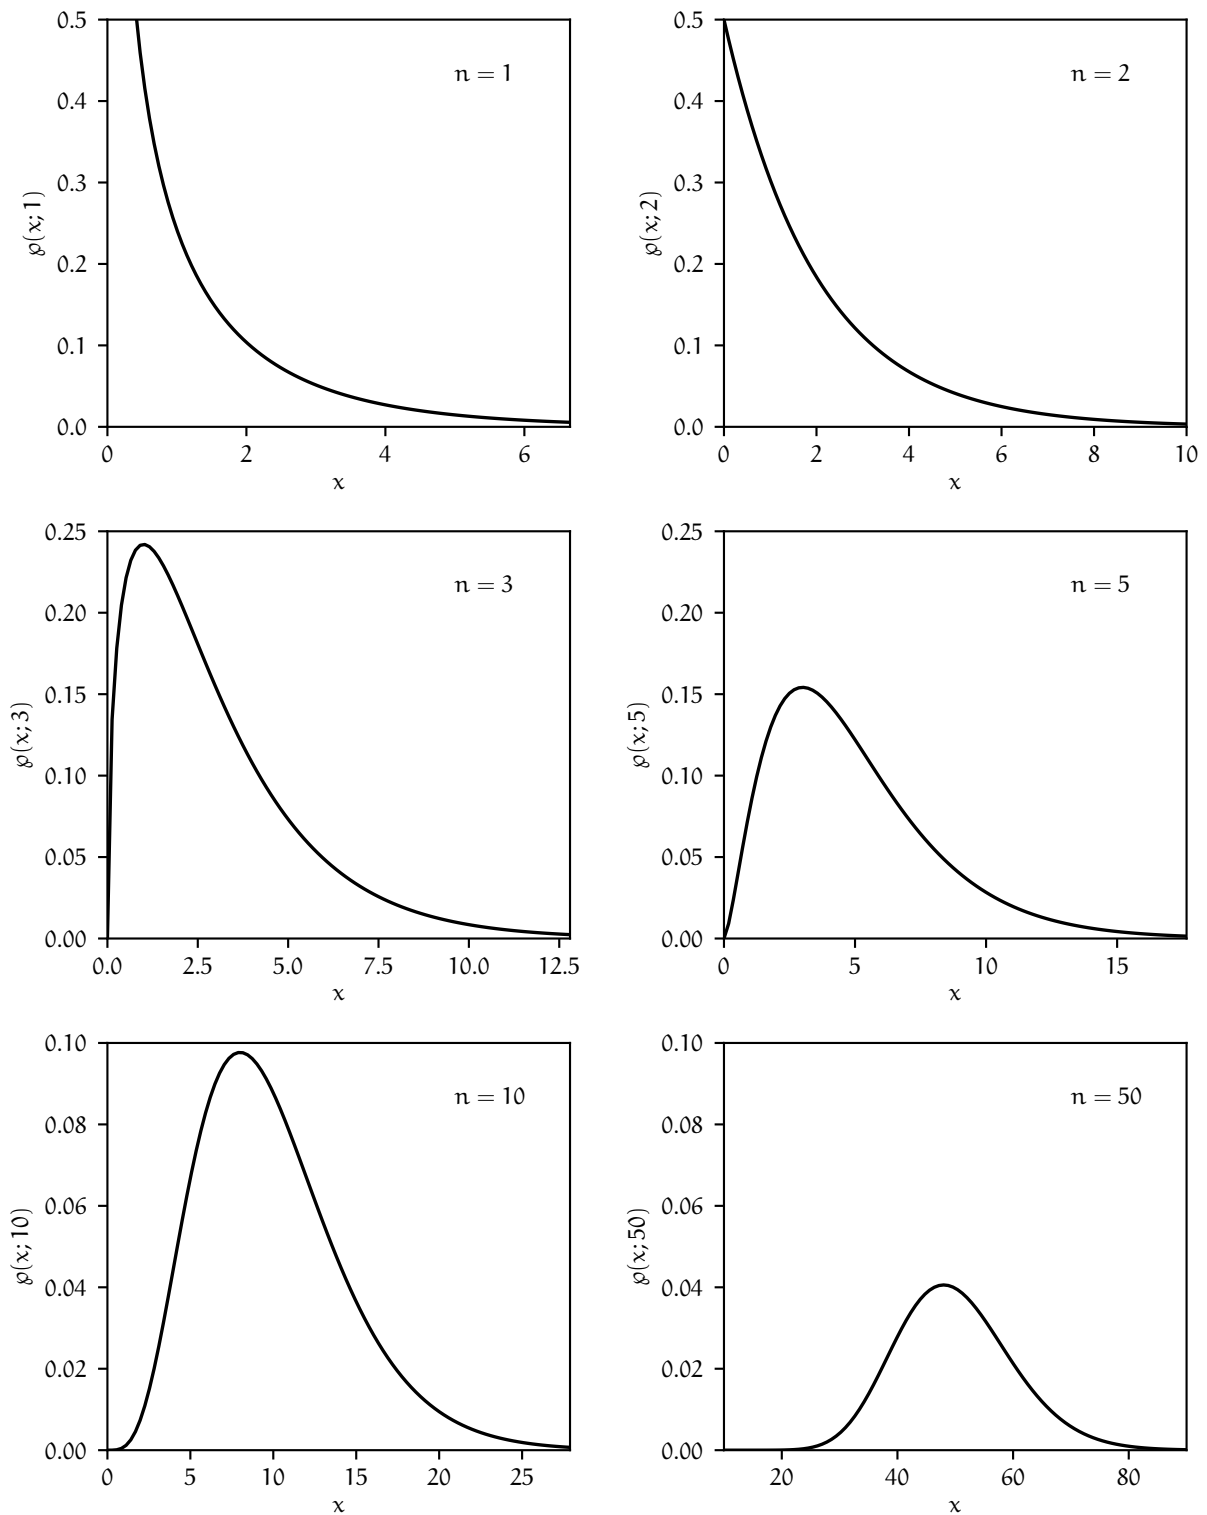 0.5
0.4
0.3
0.2
0.1
0.0
℘(x; 1)
n = 1
0 2 4 6
x
0.5
0.4
0.3
0.2
0.1
0.0
℘(x; 2)
n = 2
0 2 4 6 8 10
x
0.25
0.20
0.15
0.10
0.05
0.00
℘(x; 3)
n = 3
0.0 2.5 5.0 7.5 10.0 12.5
x
0.25
0.20
0.15
0.10
0.05
0.00
℘(x; 5)
n = 5
0 5 10 15
x
0.10
0.08
0.06
0.04
0.02
0.00
℘(x; 10)
n = 10
0 5 10 15 20 25
x
0.10
0.08
0.06
0.04
0.02
0.00
℘(x; 50)
n = 50
20 40 60 80
x